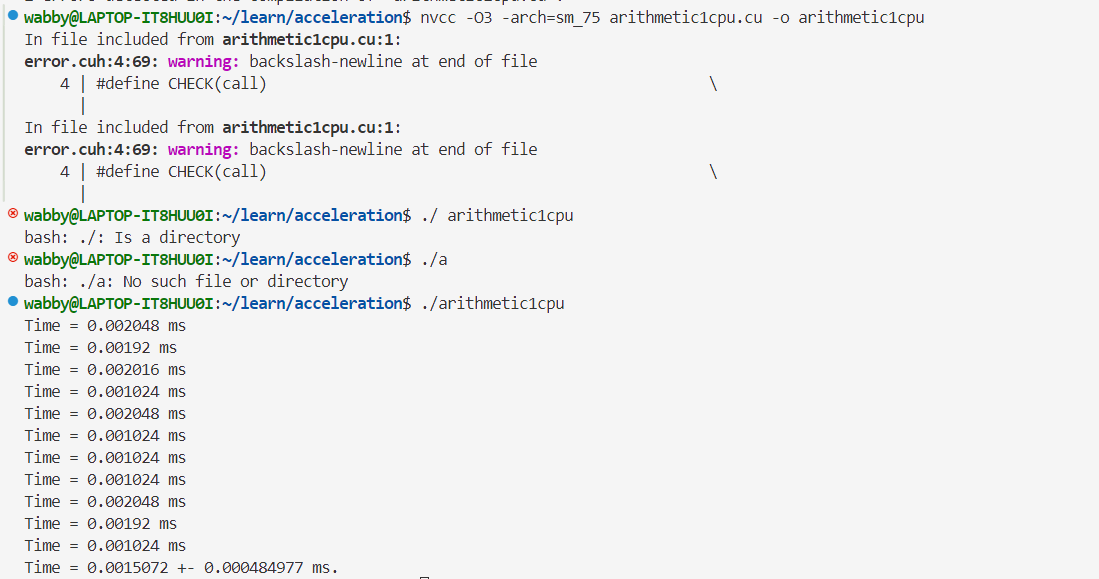 wabby@LAPTOP-IT8HUU0I:~/learn/acceleration$ nvcc -O3 -arch=sm_75 arithmetic1cpu.cu -o arithmetic1cpu
In file included from arithmetic1cpu.cu:1:
error.cuh:4:69: warning: backslash-newline at end of file
4 | #define CHECK(call) \
|
In file included from arithmetic1cpu.cu:1:
error.cuh:4:69: warning: backslash-newline at end of file
4 | #define CHECK(call) \
|
wabby@LAPTOP-IT8HUU0I:~/learn/acceleration$ ./ arithmetic1cpu
bash: ./: Is a directory
wabby@LAPTOP-IT8HUU0I:~/learn/acceleration$ ./a
bash: ./a: No such file or directory
wabby@LAPTOP-IT8HUU0I:~/learn/acceleration$ ./arithmetic1cpu
Time = 0.002048 ms
Time = 0.00192 ms
Time = 0.002016 ms
Time = 0.001024 ms
Time = 0.002048 ms
Time = 0.001024 ms
Time = 0.001024 ms
Time = 0.001024 ms
Time = 0.002048 ms
Time = 0.00192 ms
Time = 0.001024 ms
Time = 0.0015072 +- 0.000484977 ms.